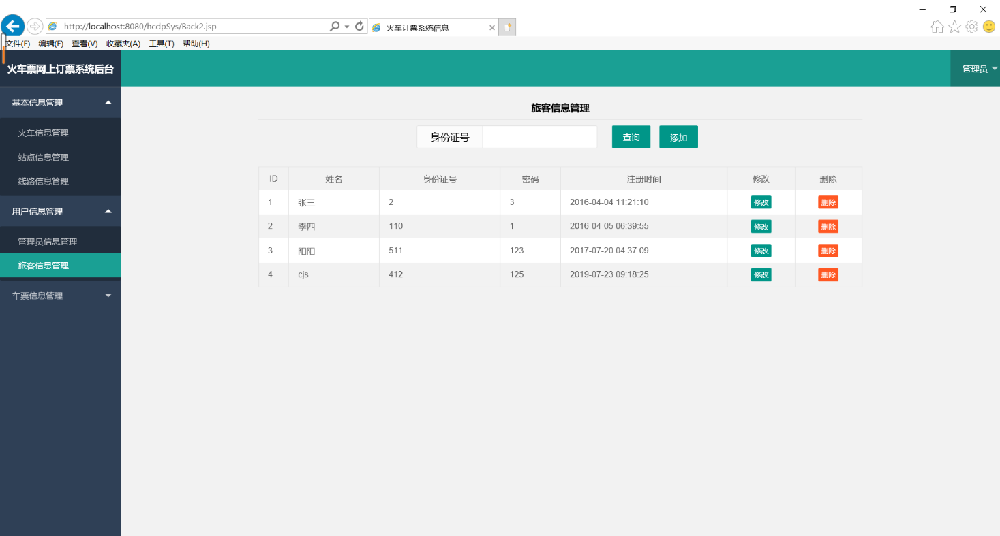 http://localhost:8080/hcdpSys/Back2.jsp 火车订票系统信息
文件(F) 编辑(E) 查看(V) 收藏夹(A) 工具(T) 帮助(H)
火车票网上订票系统后台
管理员
基本信息管理
火车信息管理
站点信息管理
线路信息管理
用户信息管理
管理员信息管理
旅客信息管理
车票信息管理
旅客信息管理
身份证号 查询 添加
ID 姓名 身份证号 密码 注册时间 修改 删除
1 张三 2 3 2016-04-04 11:21:10 修改 删除
2 李四 110 1 2016-04-05 06:39:55 修改 删除
3 阳阳 511 123 2017-07-20 04:37:09 修改 删除
4 cjs 412 125 2019-07-23 09:18:25 修改 删除